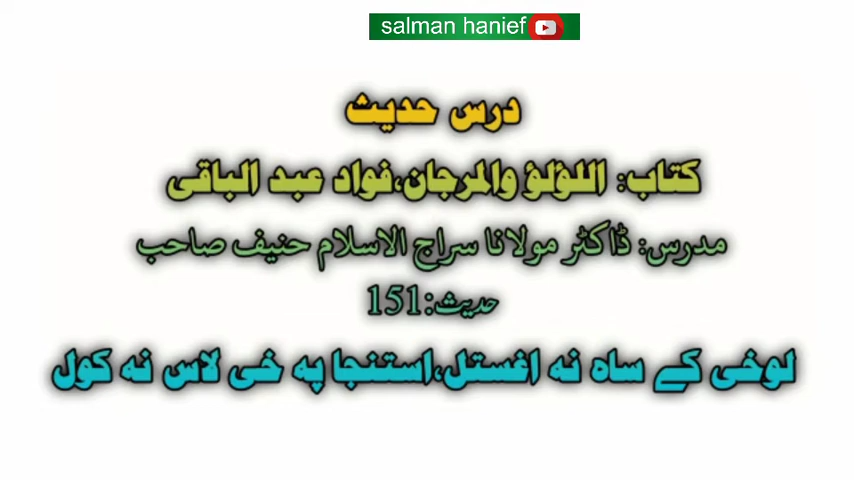 salman hanief
درس حدیث
کتاب: اللؤلؤ والمرجان،فواد عبد الباقی
مدرس: ڈاکٹر مولانا سراج الاسلام حنیف صاحب
حدیث:151
لوخی کے ساہ نہ اغستل،استنجا پہ خی لاس نہ کول